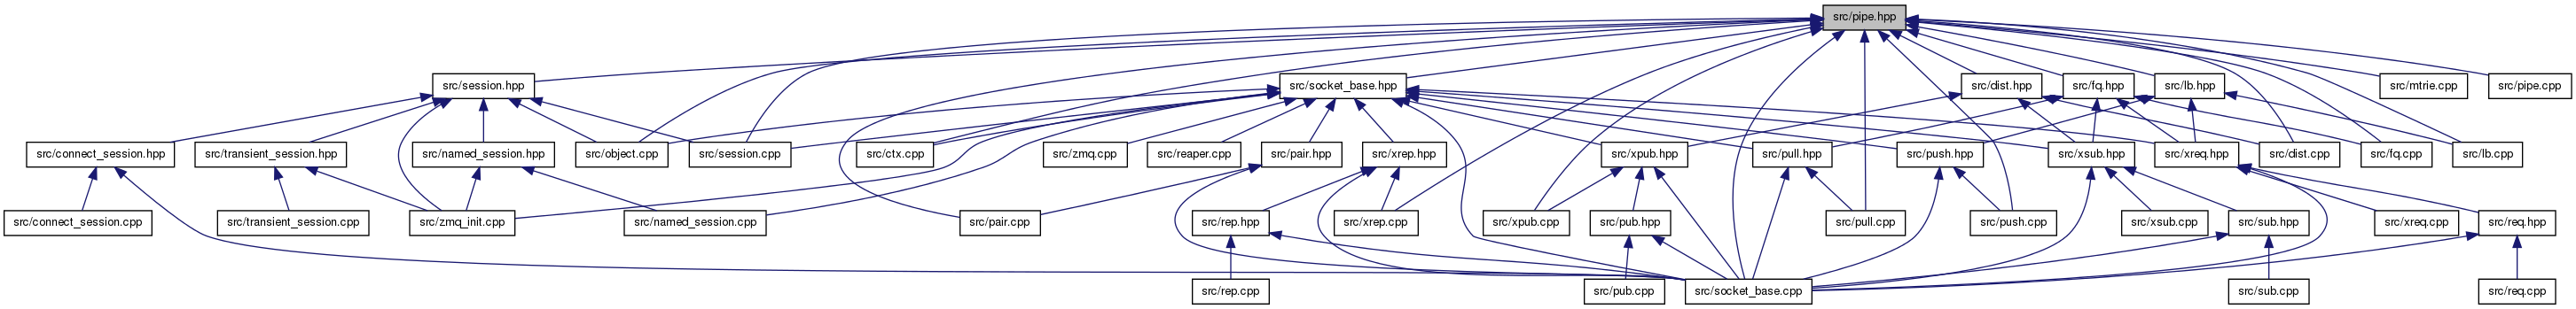 src/pipe.hpp
src/session.hpp
src/socket_base.hpp
src/dist.hpp
src/fq.hpp
src/lb.hpp
src/mtrie.cpp
src/pipe.cpp
src/connect_session.hpp
src/transient_session.hpp
src/named_session.hpp
src/object.cpp
src/session.cpp
src/ctx.cpp
src/zmq.cpp
src/reaper.cpp
src/pair.hpp
src/xrep.hpp
src/xpub.hpp
src/pull.hpp
src/push.hpp
src/xsub.hpp
src/xreq.hpp
src/dist.cpp
src/fq.cpp
src/lb.cpp
src/connect_session.cpp
src/transient_session.cpp
src/zmq_init.cpp
src/named_session.cpp
src/pair.cpp
src/rep.hpp
src/xrep.cpp
src/xpub.cpp
src/pub.hpp
src/pull.cpp
src/push.cpp
src/xsub.cpp
src/sub.hpp
src/xreq.cpp
src/req.hpp
src/rep.cpp
src/pub.cpp
src/socket_base.cpp
src/sub.cpp
src/req.cpp